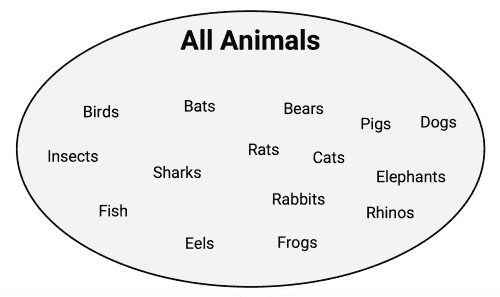 All Animals
Birds
Bats
Bears
Pigs
Dogs
Insects
Sharks
Rats
Cats
Elephants
Fish
Rabbits
Rhinos
Eels
Frogs